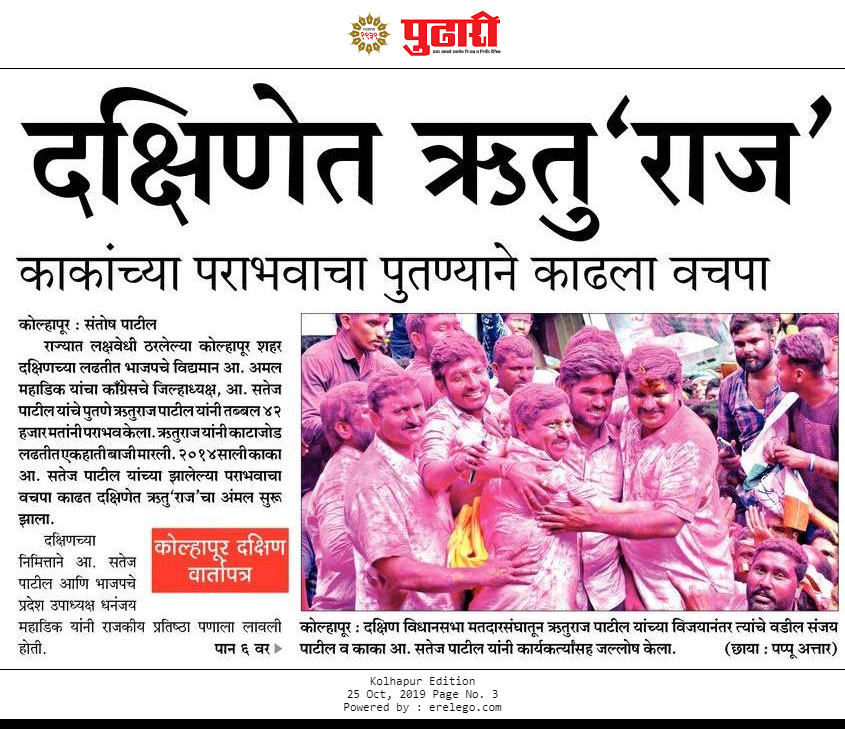 पुढारी
दक्षिणेत ऋतु‘राज’
काकांच्या पराभवाचा पुतण्याने काढला वचपा
कोल्हापूर : संतोष पाटील
राज्यात लक्षवेधी ठरलेल्या कोल्हापूर शहर
दक्षिणच्या लढतीत भाजपचे विद्यमान आ. अमल
महाडिक यांचा काँग्रेसचे जिल्हाध्यक्ष, आ. सतेज
पाटील यांचे पुतणे ऋतुराज पाटील यांनी तब्बल ४२
हजार मतांनी पराभव केला. ऋतुराज यांनी काटाजोड
लढतीत एकहाती बाजी मारली. २०१४ साली काका
आ. सतेज पाटील यांच्या झालेल्या पराभवाचा
वचपा काढत दक्षिणेत ऋतु‘राज’चा अंमल सुरू
झाला.
दक्षिणच्या
निमित्ताने आ. सतेज
पाटील आणि भाजपचे
प्रदेश उपाध्यक्ष धनंजय
महाडिक यांनी राजकीय प्रतिष्ठा पणाला लावली
होती. पान ६ वर
कोल्हापूर दक्षिण
वार्तापत्र
कोल्हापूर : दक्षिण विधानसभा मतदारसंघातून ऋतुराज पाटील यांच्या विजयानंतर त्यांचे वडील संजय
पाटील व काका आ. सतेज पाटील यांनी कार्यकर्त्यांसह जल्लोष केला. (छाया : पप्पू अत्तार)
Kolhapur Edition
25 Oct, 2019 Page No. 3
Powered by : erelego.com